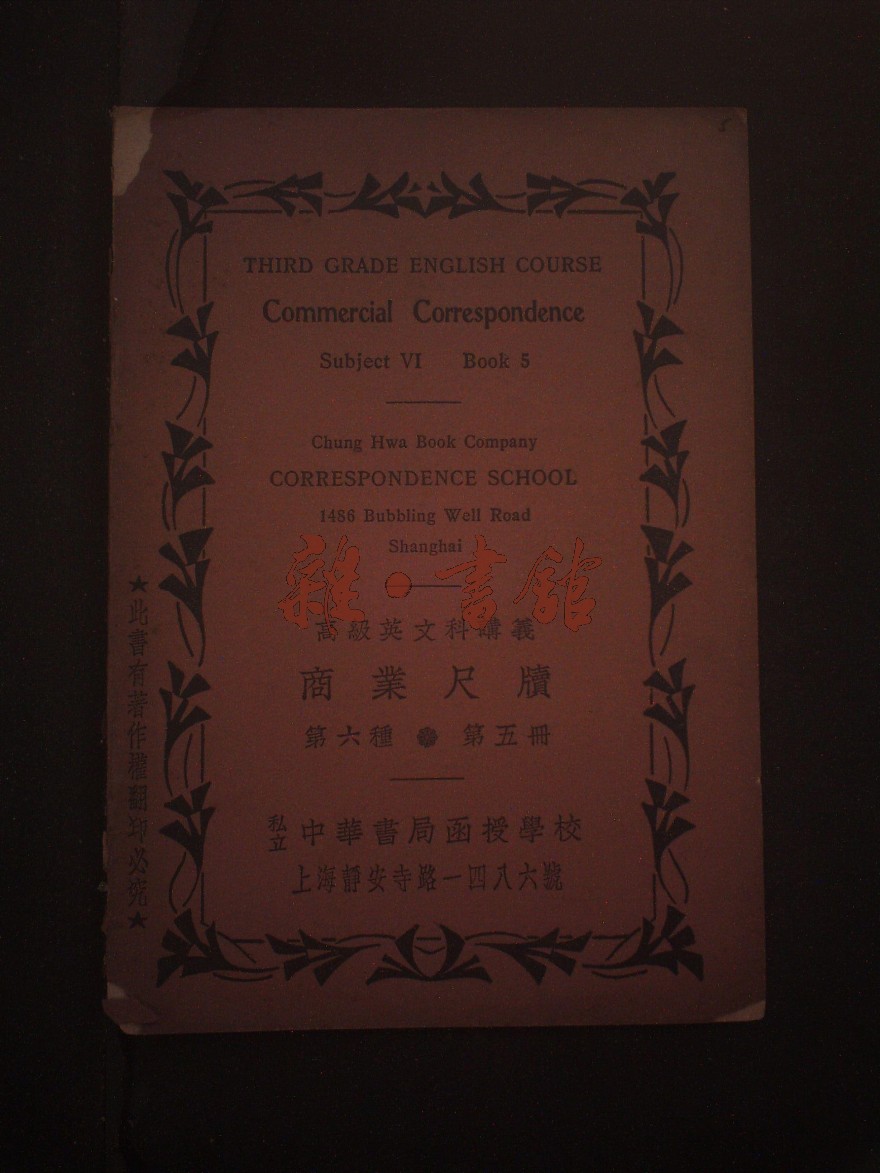 5
THIRD GRADE ENGLISH COURSE
Commercial Correspondence
Subject VI Book 5
Chung Hwa Book Company
CORRESPONDENCE SCHOOL
1486 Bubbling Well Road
Shanghai
雜·書館
高級英文科講義
商業尺牘
第六種 第五冊
私立中華書局函授學校
上海靜安寺路一四八六號
★此書有著作權翻印必究★